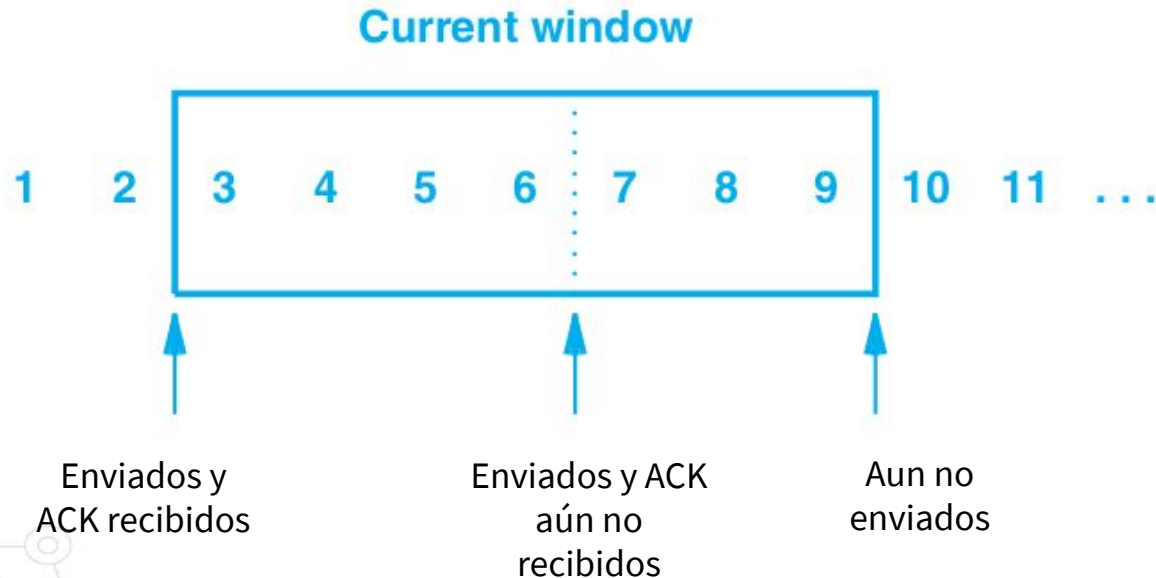 Current window
1 2 3 4 5 6 7 8 9 10 11 ...
Enviados y
ACK recibidos
Enviados y ACK
aún no
recibidos
Aun no
enviados